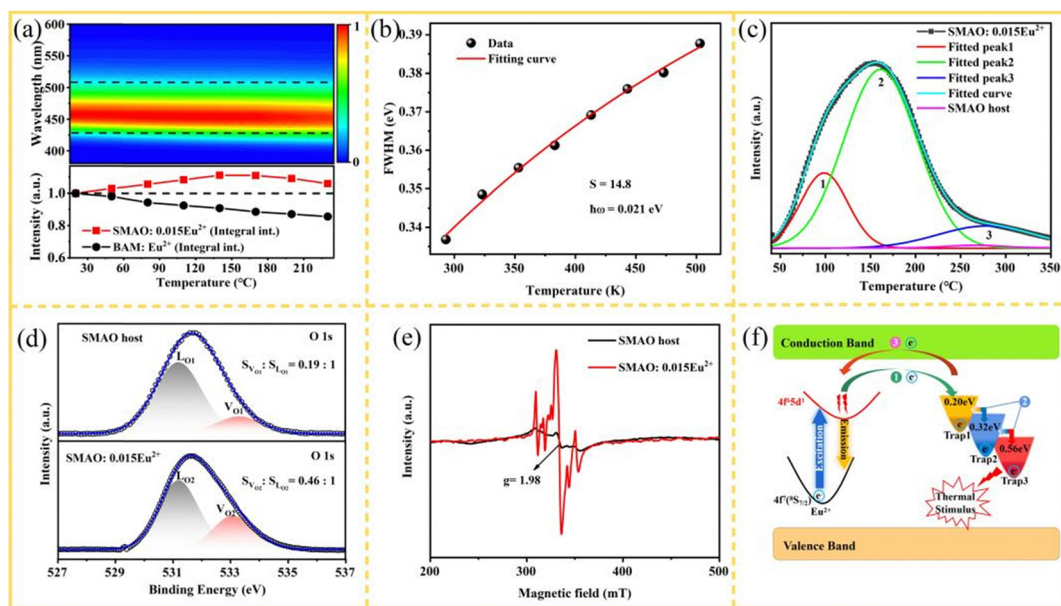 (a)
600
550
500
450
400
Wavelength (nm)
1
0
1.0
0.8
0.6
Intensity (a.u.)
SMAO: 0.015Eu²⁺ (Integral int.)
BAM: Eu²⁺ (Integral int.)
20 60 100 140 180 220
Temperature (℃)
(b)
Data
Fitting curve
0.39
0.38
0.37
0.36
0.35
0.34
FWHM (eV)
S = 14.8
ħω = 0.021 eV
300 350 400 450 500
Temperature (K)
(c)
SMAO: 0.015Eu²⁺
Fitted peak1
Fitted peak2
Fitted peak3
Fitted curve
SMAO host
Intensity (a.u.)
1
2
3
50 100 150 200 250 300 350
Temperature (℃)
(d)
SMAO host
O 1s
L_O1
S_VO1 : S_LO1 = 0.19 : 1
V_O1
SMAO: 0.015Eu²⁺
O 1s
L_O2
S_VO2 : S_LO2 = 0.46 : 1
V_O2
Intensity (a.u.)
527 529 531 533 535 537
Binding Energy (eV)
(e)
SMAO host
SMAO: 0.015Eu²⁺
Intensity (a.u.)
g= 1.98
200 300 400 500
Magnetic field (mT)
(f)
Conduction Band
3 e⁻
1 e⁻
4f⁶5d¹
Excitation
Emission
0.20eV
e⁻
Trap1
2
0.32eV
e⁻
Trap2
0.56eV
e⁻
Trap3
4f⁷(⁸S₇/₂)
e⁻
Eu²⁺
Thermal
Stimulus
Valence Band